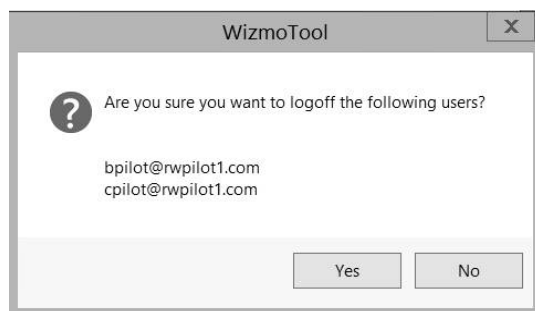 WizmoTool
X
?
Are you sure you want to logoff the following users?
bpilot@rwpilot1.com
cpilot@rwpilot1.com
Yes
No